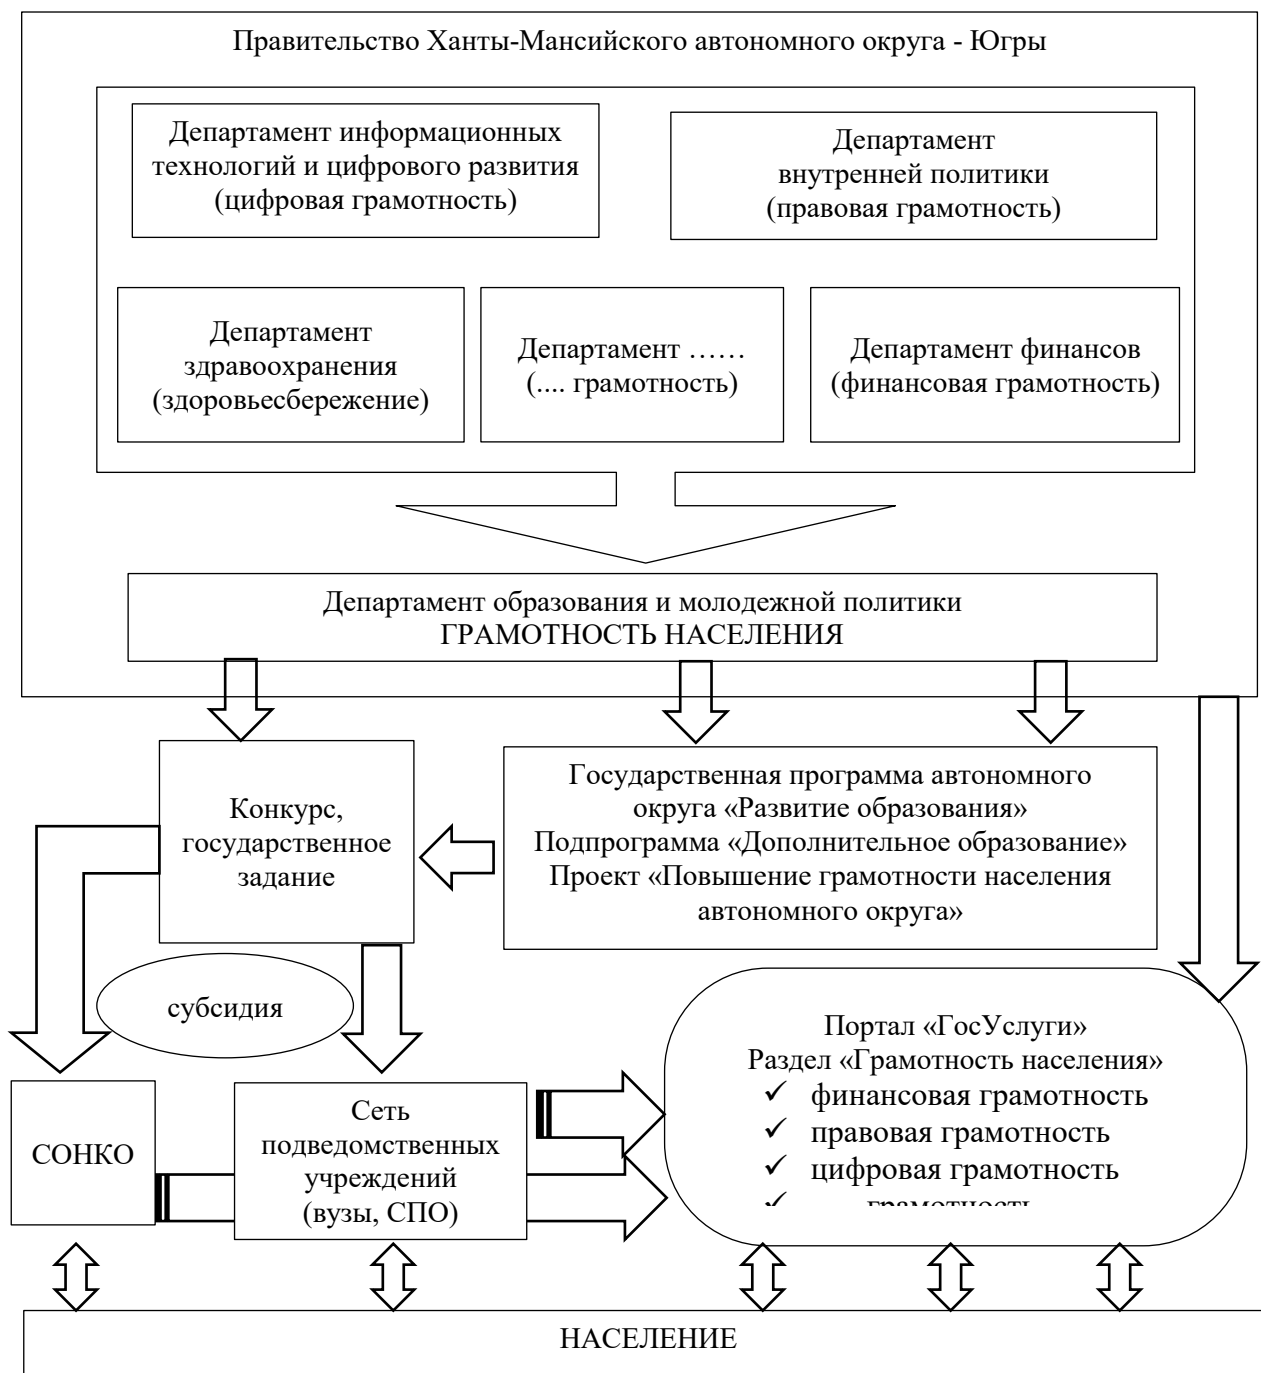 Правительство Ханты-Мансийского автономного округа - Югры
Департамент информационных
технологий и цифрового развития
(цифровая грамотность)
Департамент
внутренней политики
(правовая грамотность)
Департамент
здравоохранения
(здоровьесбережение)
Департамент ……
(.... грамотность)
Департамент финансов
(финансовая грамотность)
Департамент образования и молодежной политики
ГРАМОТНОСТЬ НАСЕЛЕНИЯ
Конкурс,
государственное
задание
Государственная программа автономного
округа «Развитие образования»
Подпрограмма «Дополнительное образование»
Проект «Повышение грамотности населения
автономного округа»
субсидия
Портал «ГосУслуги»
Раздел «Грамотность населения»
✓ финансовая грамотность
✓ правовая грамотность
✓ цифровая грамотность
✓ грамотность
СОНКО
Сеть
подведомственных
учреждений
(вузы, СПО)
НАСЕЛЕНИЕ